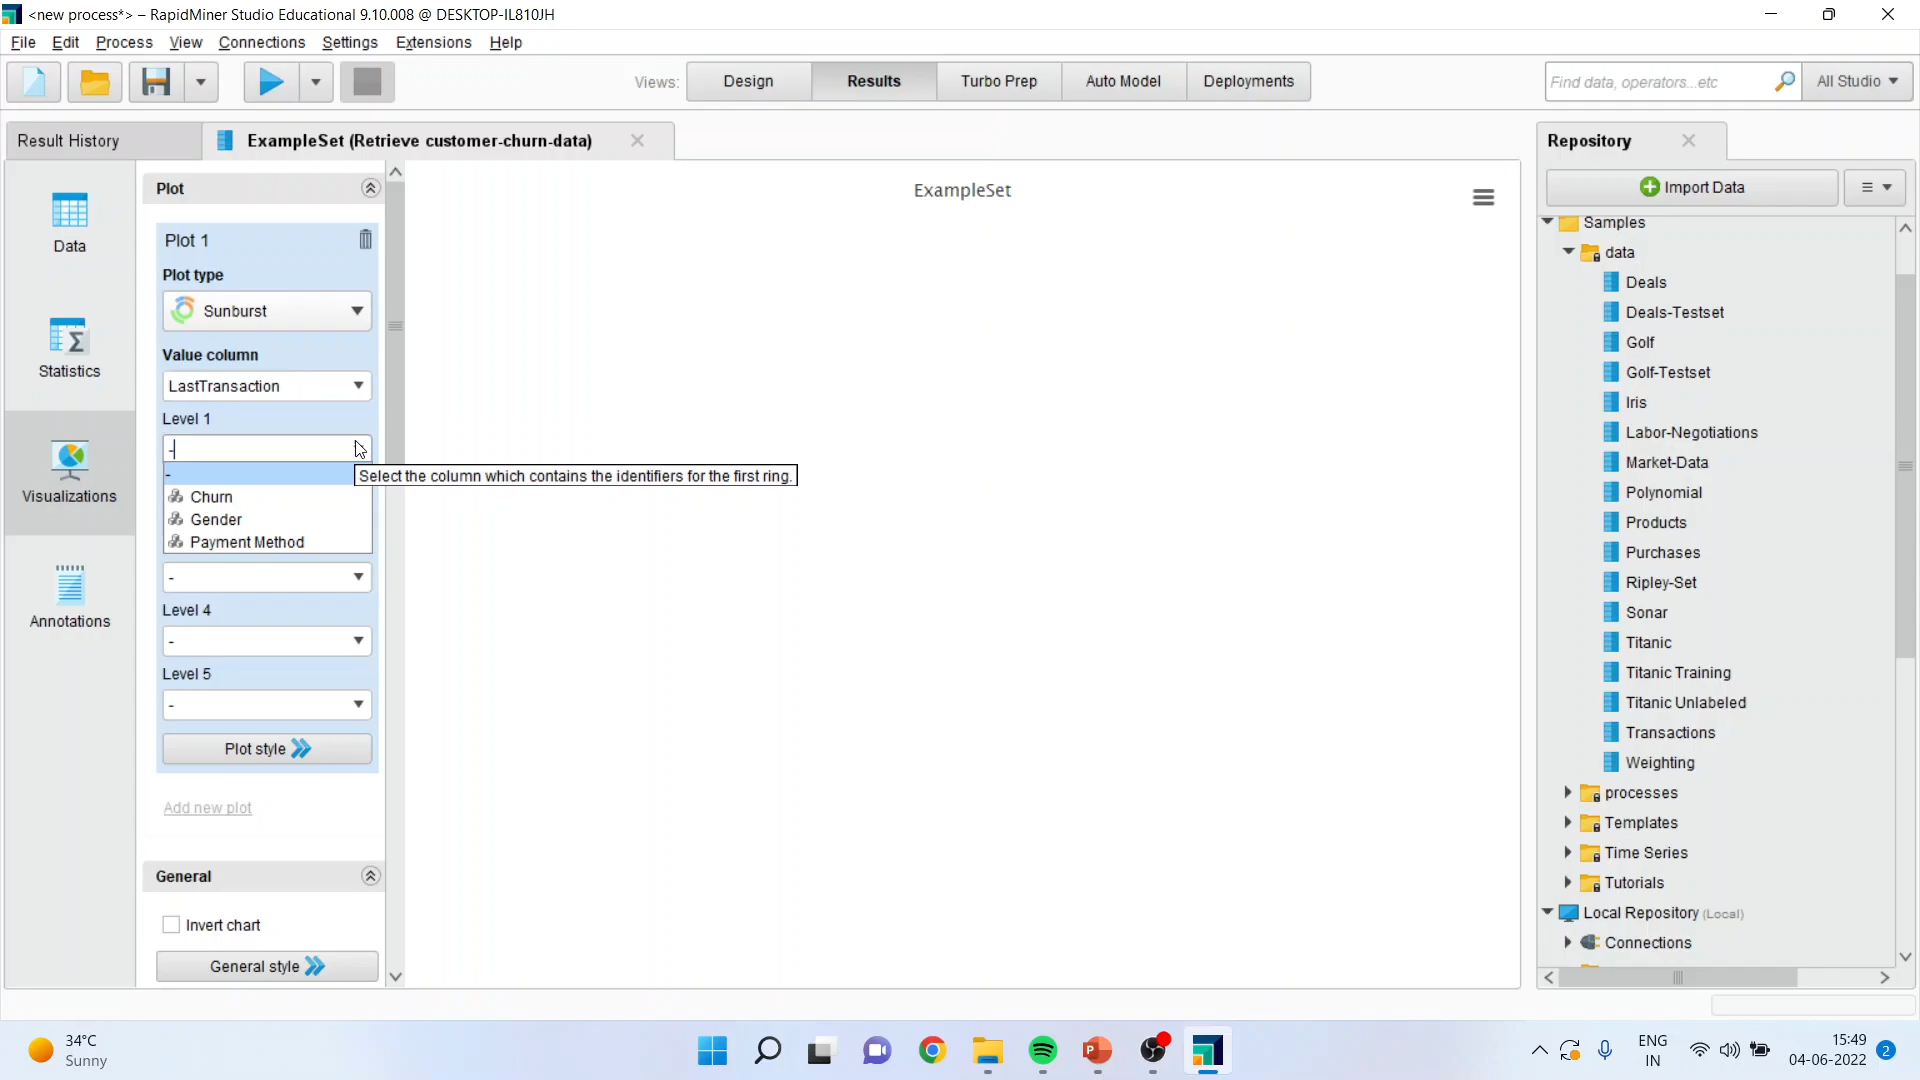 <new process*> – RapidMiner Studio Educational 9.10.008 @ DESKTOP-IL810JH
File Edit Process View Connections Settings Extensions Help
Views: Design Results Turbo Prep Auto Model Deployments
Find data, operators...etc
All Studio
Result History
ExampleSet (Retrieve customer-churn-data)
Repository
Plot
ExampleSet
Import Data
Plot 1
Plot type
Sunburst
Value column
LastTransaction
Level 1
-
-
Select the column which contains the identifiers for the first ring.
Churn
Gender
Payment Method
-
Level 4
-
Level 5
-
Plot style
Add new plot
General
Invert chart
General style
Data
Statistics
Visualizations
Annotations
Samples
data
Deals
Deals-Testset
Golf
Golf-Testset
Iris
Labor-Negotiations
Market-Data
Polynomial
Products
Purchases
Ripley-Set
Sonar
Titanic
Titanic Training
Titanic Unlabeled
Transactions
Weighting
processes
Templates
Time Series
Tutorials
Local Repository (Local)
Connections
34°C
Sunny
P
ENG
IN
15:49
04-06-2022
2